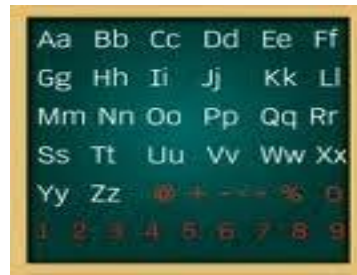 Aa Bb Cc Dd Ee Ff
Gg Hh Ii Jj Kk Ll
Mm Nn Oo Pp Qq Rr
Ss Tt Uu Vv Ww Xx
Yy Zz @ + - % 0
1 2 3 4 5 6 7 8 9